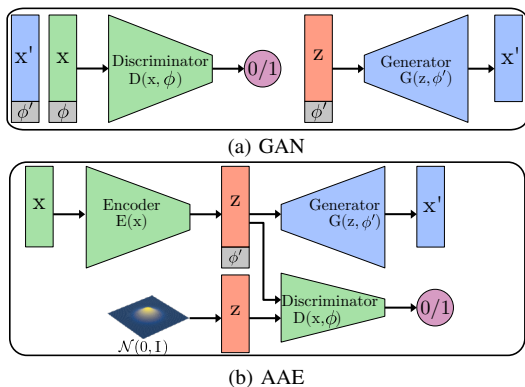 x' x Discriminator 0/1 z Generator x'
D(x, ϕ) G(z, ϕ′)
ϕ′ ϕ ϕ′
(a) GAN
x Encoder z Generator x'
E(x) G(z, ϕ′)
ϕ′
z Discriminator 0/1
D(x,ϕ)
𝒩(0, I)
(b) AAE